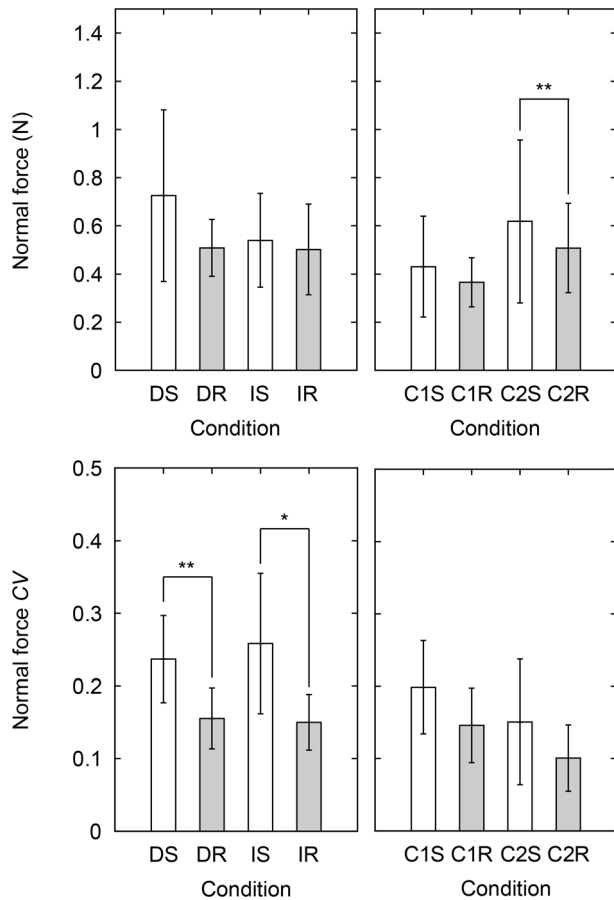 Normal force (N)
1.4
1.2
1
0.8
0.6
0.4
0.2
0
**
DS DR IS IR
C1S C1R C2S C2R
Condition
Condition
Normal force CV
0.5
0.4
0.3
0.2
0.1
0
**
*
DS DR IS IR
C1S C1R C2S C2R
Condition
Condition